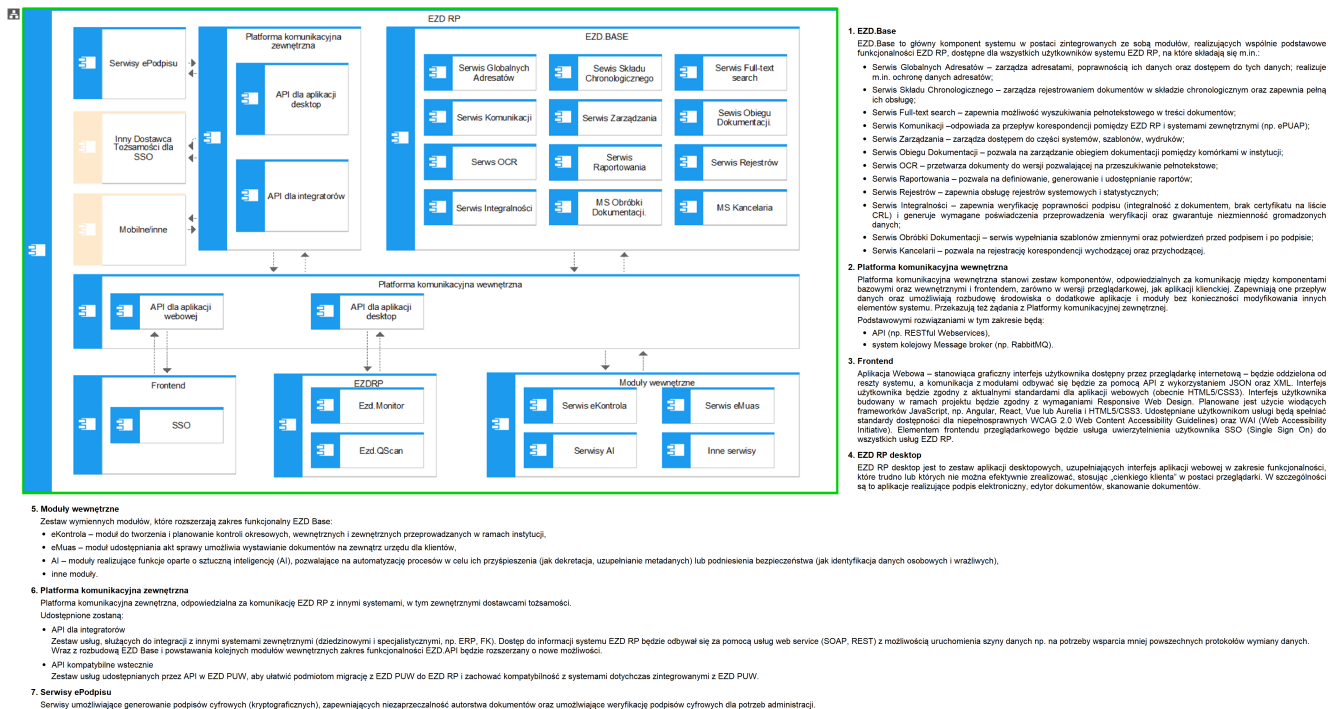 EZD RP
Serwisy ePodpisu
Inny Dostawca
Tożsamości dla
SSO
Mobilne/inne
Platforma komunikacyjna
zewnętrzna
API dla aplikacji
desktop
API dla integratorów
EZD.BASE
Serwis Globalnych
Adresatów
Sewis Składu
Chronologicznego
Serwis Full-text
search
Serwis Komunikacji
Serwis Zarządzania
Sewis Obiegu
Dokumentacji.
Serws OCR
Serwis
Raportowania
Serwis Rejestrów
Serwis Integralności
MS Obróbki
Dokumentacji.
MS Kancelaria
Platforma komunikacyjna wewnętrzna
API dla aplikacji
webowej
API dla aplikacji
desktop
Frontend
SSO
EZDRP
Ezd.Monitor
Ezd.QScan
Moduły wewnętrzne
Serwis eKontrola
Serwis eMuas
Serwisy AI
Inne serwisy
1. EZD.Base
EZD.Base to główny komponent systemu w postaci zintegrowanych ze sobą modułów, realizujących wspólnie podstawowe
funkcjonalności EZD RP, dostępne dla wszystkich użytkowników systemu EZD RP, na które składają się m.in.:
• Serwis Globalnych Adresatów – zarządza adresatami, poprawnością ich danych oraz dostępem do tych danych; realizuje
m.in. ochronę danych adresatów;
• Serwis Składu Chronologicznego – zarządza rejestrowaniem dokumentów w składzie chronologicznym oraz zapewnia pełną
ich obsługę;
• Serwis Full-text search – zapewnia możliwość wyszukiwania pełnotekstowego w treści dokumentów;
• Serwis Komunikacji –odpowiada za przepływ korespondencji pomiędzy EZD RP i systemami zewnętrznymi (np. ePUAP);
• Serwis Zarządzania – zarządza dostępem do części systemów, szablonów, wydruków;
• Serwis Obiegu Dokumentacji – pozwala na zarządzanie obiegiem dokumentacji pomiędzy komórkami w instytucji;
• Serwis OCR – przetwarza dokumenty do wersji pozwalającej na przeszukiwanie pełnotekstowe;
• Serwis Raportowania – pozwala na definiowanie, generowanie i udostępnianie raportów;
• Serwis Rejestrów – zapewnia obsługę rejestrów systemowych i statystycznych;
• Serwis Integralności – zapewnia weryfikację poprawności podpisu (integralność z dokumentem, brak certyfikatu na liście
CRL) i generuje wymagane poświadczenia przeprowadzenia weryfikacji oraz gwarantuje niezmienność gromadzonych
danych;
• Serwis Obróbki Dokumentacji – serwis wypełniania szablonów zmiennymi oraz potwierdzeń przed podpisem i po podpisie;
• Serwis Kancelarii – pozwala na rejestrację korespondencji wychodzącej oraz przychodzącej.
2. Platforma komunikacyjna wewnętrzna
Platforma komunikacyjna wewnętrzna stanowi zestaw komponentów, odpowiedzialnych za komunikację między komponentami
bazowymi oraz wewnętrznymi i frontendem, zarówno w wersji przeglądarkowej, jak aplikacji klienckiej. Zapewniają one przepływ
danych oraz umożliwiają rozbudowę środowiska o dodatkowe aplikacje i moduły bez konieczności modyfikowania innych
elementów systemu. Przekazują też żądania z Platformy komunikacyjnej zewnętrznej.
Podstawowymi rozwiązaniami w tym zakresie będą:
• API (np. RESTful Webservices),
• system kolejowy Message broker (np. RabbitMQ).
3. Frontend
Aplikacja Webowa – stanowiąca graficzny interfejs użytkownika dostępny przez przeglądarkę internetową – będzie oddzielona od
reszty systemu, a komunikacja z modułami odbywać się będzie za pomocą API z wykorzystaniem JSON oraz XML. Interfejs
użytkownika będzie zgodny z aktualnymi standardami dla aplikacji webowych (obecnie HTML5/CSS3). Interfejs użytkownika
budowany w ramach projektu będzie zgodny z wymaganiami Responsive Web Design. Planowane jest użycie wiodących
frameworków JavaScript, np. Angular, React, Vue lub Aurelia i HTML5/CSS3. Udostępniane użytkownikom usługi będą spełniać
standardy dostępności dla niepełnosprawnych WCAG 2.0 Web Content Accessibility Guidelines) oraz WAI (Web Accessibility
Initiative). Elementem frontendu przeglądarkowego będzie usługa uwierzytelnienia użytkownika SSO (Single Sign On) do
wszystkich usług EZD RP.
4. EZD RP desktop
EZD RP desktop jest to zestaw aplikacji desktopowych, uzupełniających interfejs aplikacji webowej w zakresie funkcjonalności,
które trudno lub których nie można efektywnie zrealizować, stosując „cienkiego klienta” w postaci przeglądarki. W szczególności
są to aplikacje realizujące podpis elektroniczny, edytor dokumentów, skanowanie dokumentów.
5. Moduły wewnętrzne
Zestaw wymiennych modułów, które rozszerzają zakres funkcjonalny EZD Base:
• eKontrola – moduł do tworzenia i planowanie kontroli okresowych, wewnętrznych i zewnętrznych przeprowadzanych w ramach instytucji,
• eMuas – moduł udostępniania akt sprawy umożliwia wystawianie dokumentów na zewnątrz urzędu dla klientów,
• AI – moduły realizujące funkcje oparte o sztuczną inteligencję (AI), pozwalające na automatyzację procesów w celu ich przyśpieszenia (jak dekretacja, uzupełnianie metadanych) lub podniesienia bezpieczeństwa (jak identyfikacja danych osobowych i wrażliwych),
• inne moduły.
6. Platforma komunikacyjna zewnętrzna
Platforma komunikacyjna zewnętrzna, odpowiedzialna za komunikację EZD RP z innymi systemami, w tym zewnętrznymi dostawcami tożsamości.
Udostępnione zostaną:
• API dla integratorów
Zestaw usług, służących do integracji z innymi systemami zewnętrznymi (dziedzinowymi i specjalistycznymi, np. ERP, FK). Dostęp do informacji systemu EZD RP będzie odbywał się za pomocą usług web service (SOAP, REST) z możliwością uruchomienia szyny danych np. na potrzeby wsparcia mniej powszechnych protokołów wymiany danych.
Wraz z rozbudową EZD Base i powstawania kolejnych modułów wewnętrznych zakres funkcjonalności EZD.API będzie rozszerzany o nowe możliwości.
• API kompatybilne wstecznie
Zestaw usług udostępnianych przez API w EZD PUW, aby ułatwić podmiotom migrację z EZD PUW do EZD RP i zachować kompatybilność z systemami dotychczas zintegrowanymi z EZD PUW.
7. Serwisy ePodpisu
Serwisy umożliwiające generowanie podpisów cyfrowych (kryptograficznych), zapewniających niezaprzeczalność autorstwa dokumentów oraz umożliwiające weryfikację podpisów cyfrowych dla potrzeb administracji.